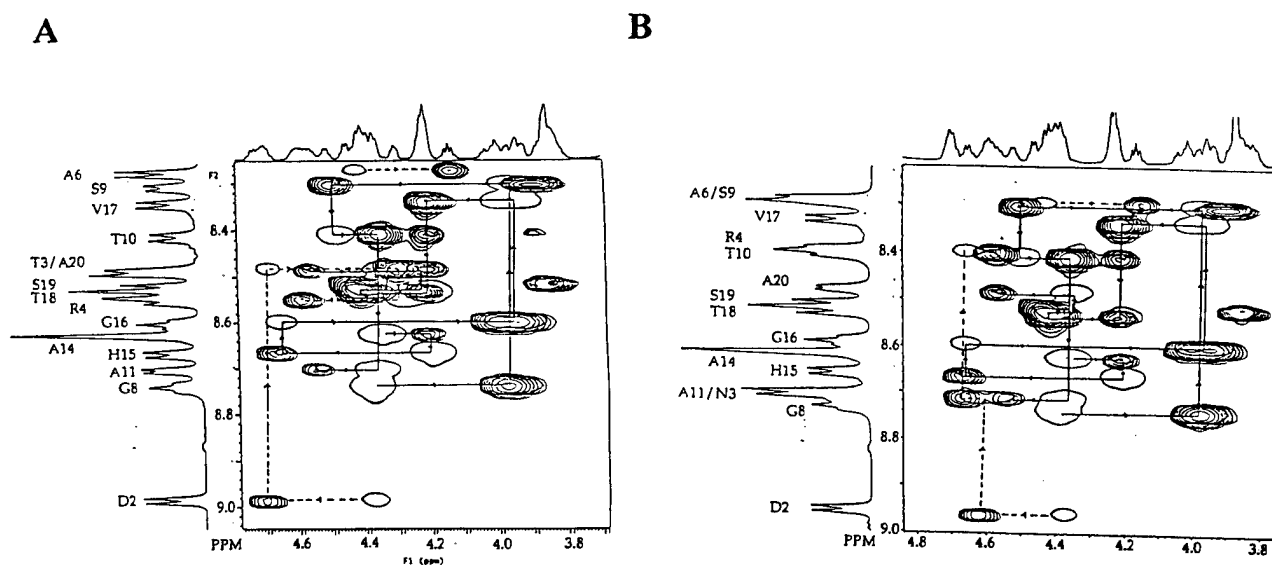 A
B
A6
S9
V17
T10
T3/A20
S19
T18
R4
G16
A14
H15
A11
G8
D2
F2
8.4
8.6
8.8
9.0
PPM
4.6
4.4
4.2
4.0
3.8
F1 (ppm)
A6/S9
V17
R4
T10
A20
S19
T18
G16
A14
H15
A11/N3
G8
D2
8.4
8.6
8.8
9.0
PPM
4.8
4.6
4.4
4.2
4.0
3.8